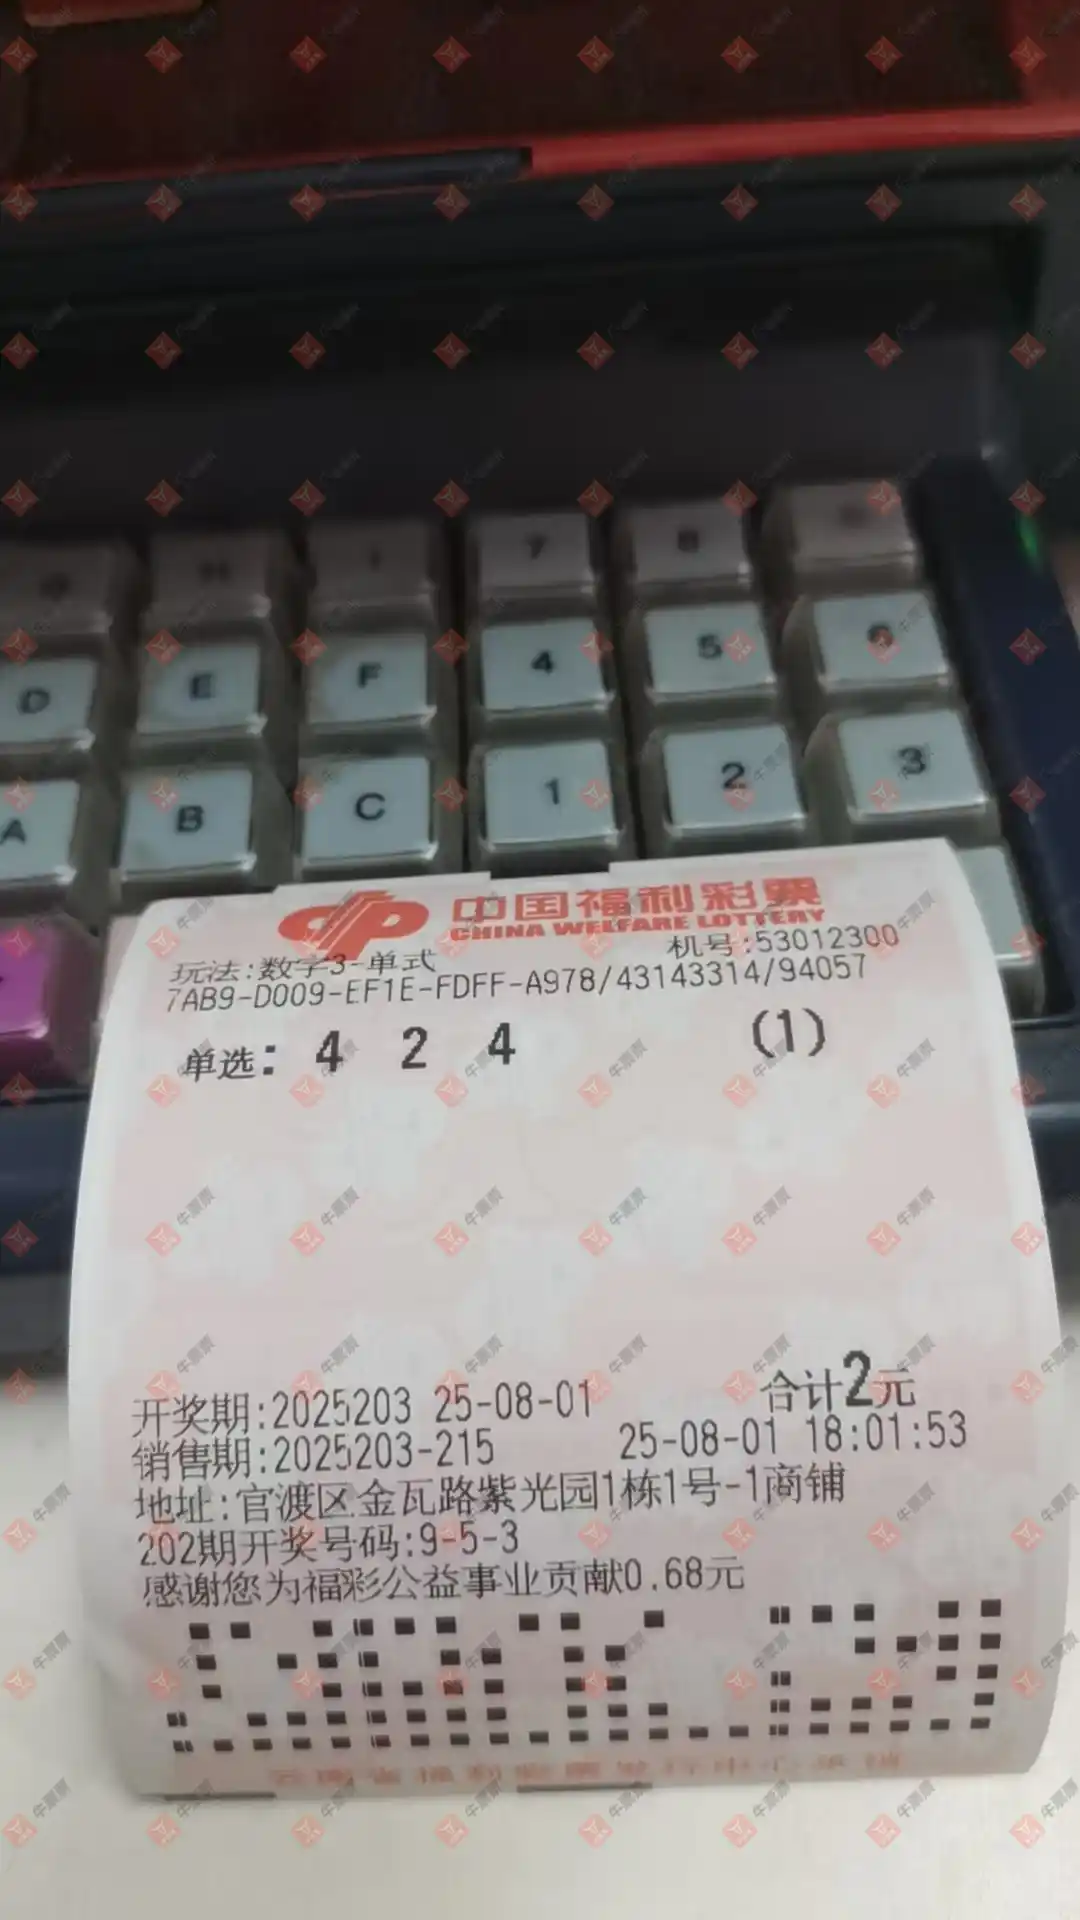 7 8
D E F 4 5 6
A B C 1 2 3
中国福利彩票
CHINA WELFARE LOTTERY
玩法:数字3-单式 机号:53012300
7AB9-D009-EF1E-FDFF-A978/43143314/94057
单选: 4 2 4 (1)
合计2元
开奖期:2025203 25-08-01
销售期:2025203-215 25-08-01 18:01:53
地址:官渡区金瓦路紫光园1栋1号-1商铺
202期开奖号码:9-5-3
感谢您为福彩公益事业贡献0.68元
牛票票